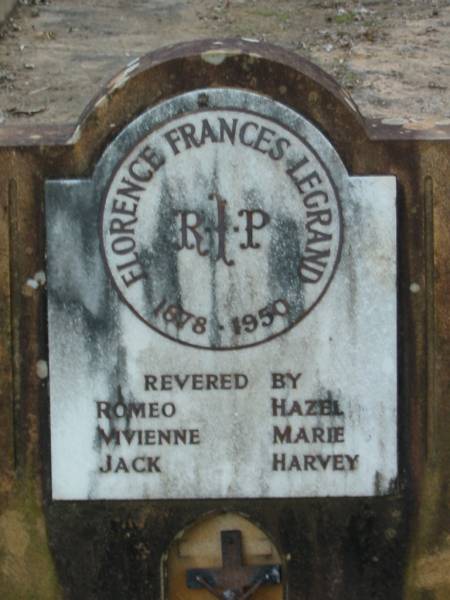 FLORENCE FRANCES LEGRAND
R·I·P
1878 · 1950
REVERED BY
ROMEO HAZEL
VIVIENNE MARIE
JACK HARVEY